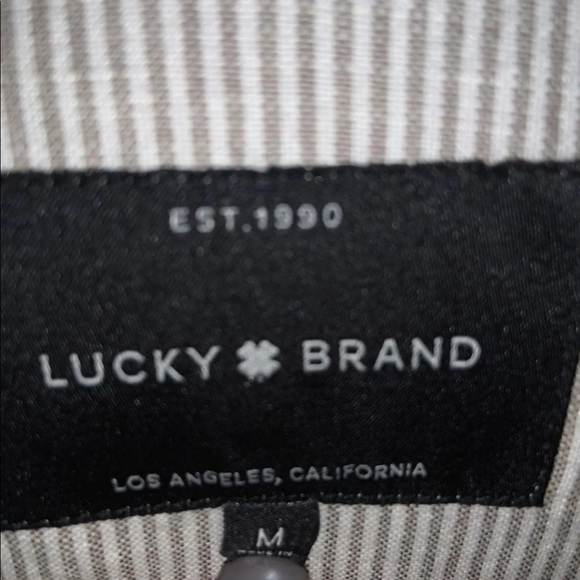 EST.1990
LUCKY BRAND
LOS ANGELES, CALIFORNIA
M